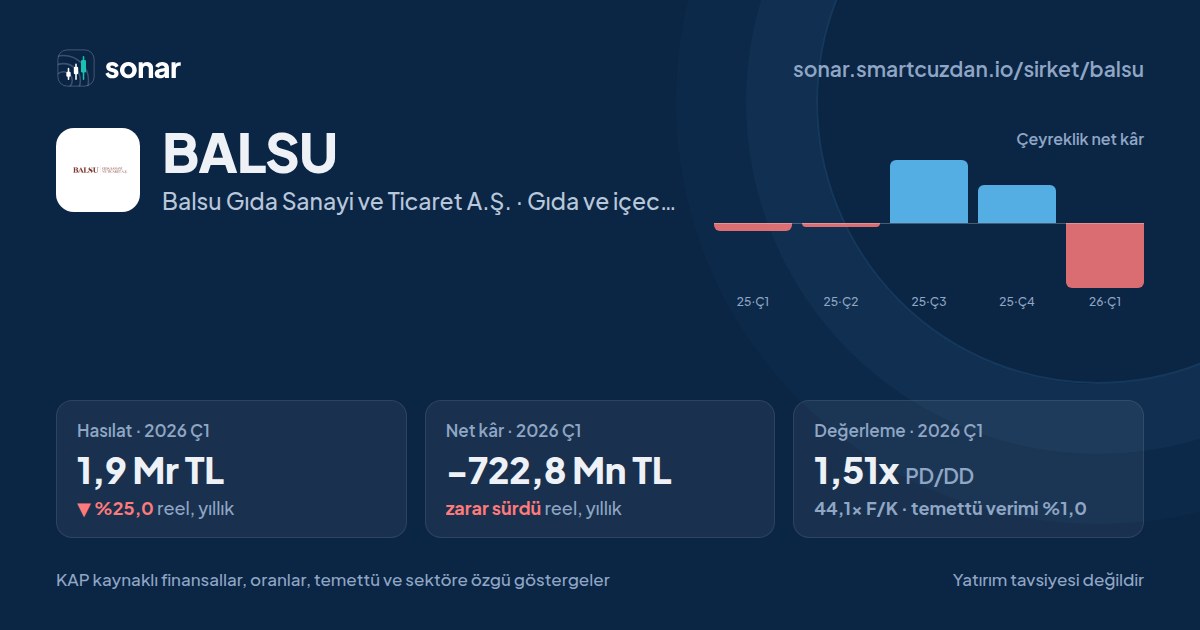 sonar
sonar.smartcuzdan.io/sirket/balsu
BALSU
BALSU
Balsu Gıda Sanayi ve Ticaret A.Ş. · Gıda ve içec…
Çeyreklik net kâr
25·Ç1 25·Ç2 25·Ç3 25·Ç4 26·Ç1
Hasılat · 2026 Ç1
1,9 Mr TL
▼ %25,0 reel, yıllık
Net kâr · 2026 Ç1
−722,8 Mn TL
zarar sürdü reel, yıllık
Değerleme · 2026 Ç1
1,51x PD/DD
44,1× F/K · temettü verimi %1,0
KAP kaynaklı finansallar, oranlar, temettü ve sektöre özgü göstergeler
Yatırım tavsiyesi değildir